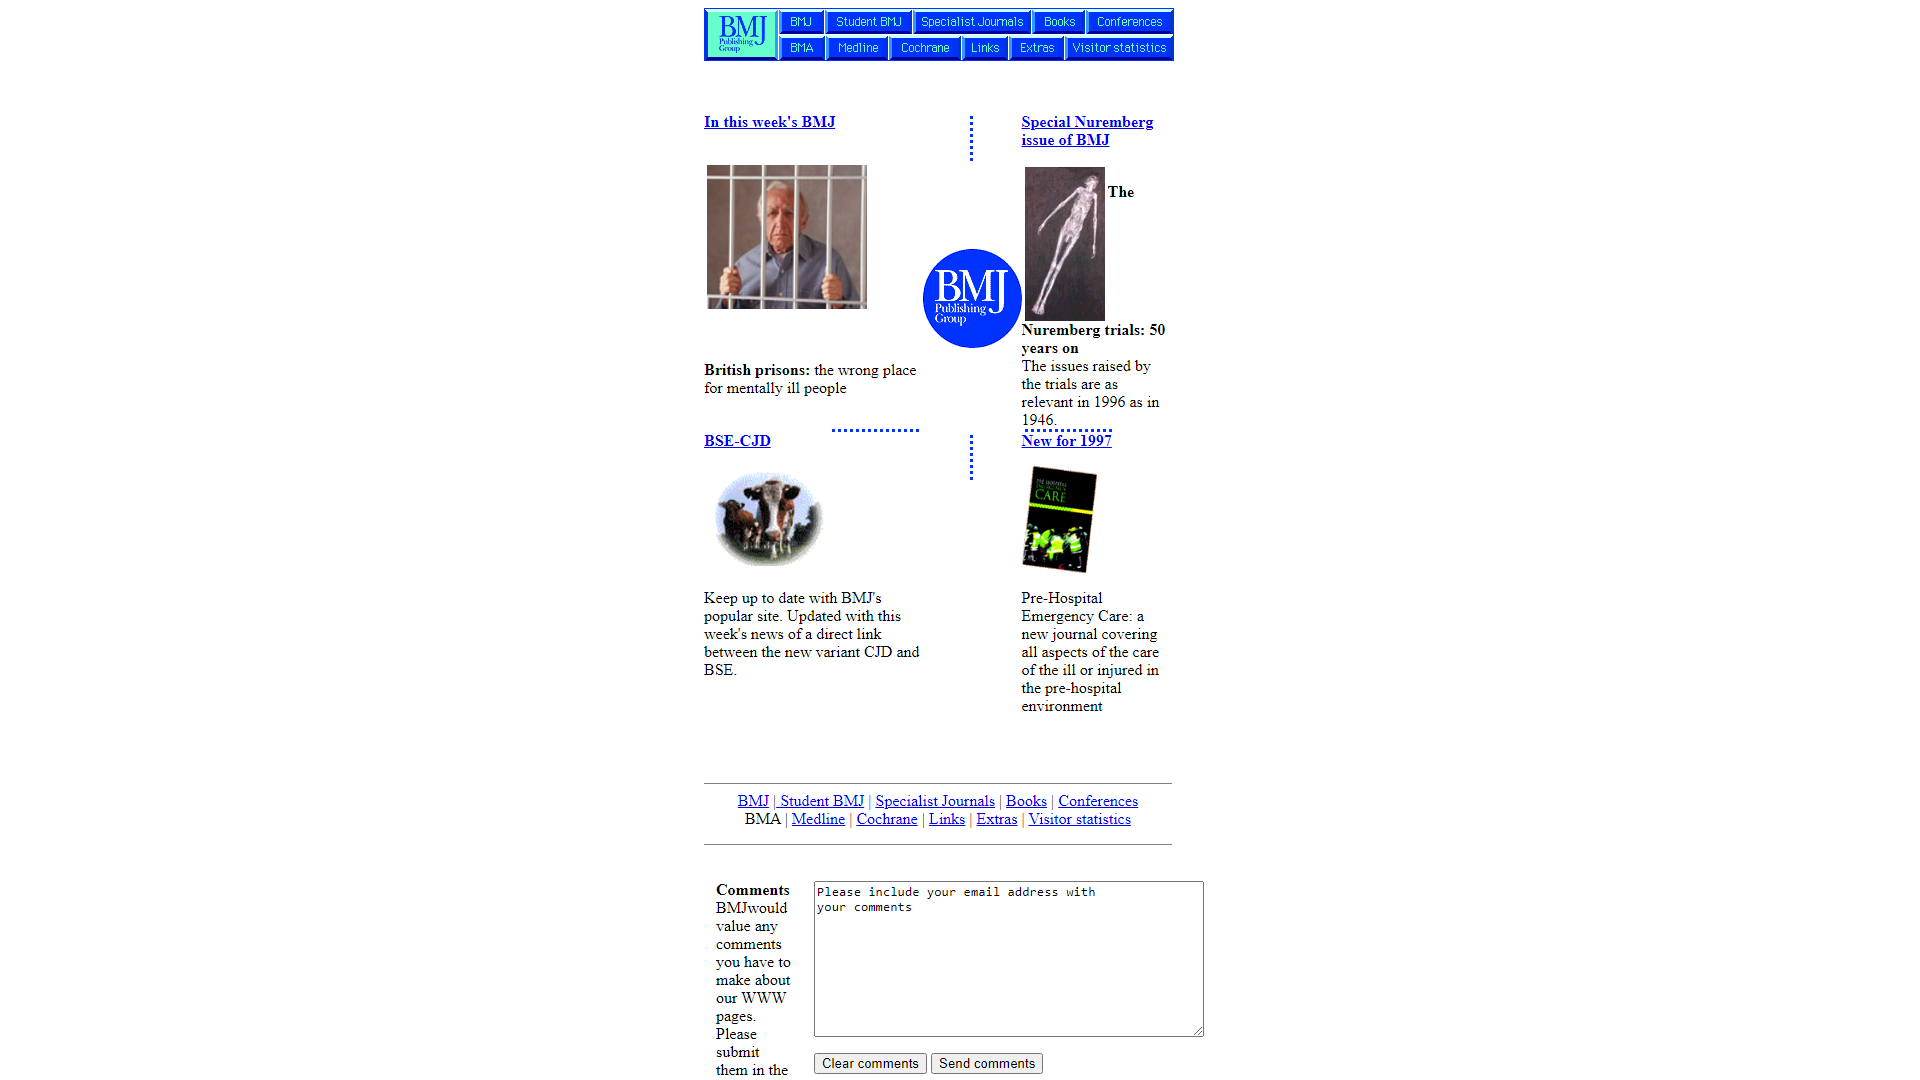 BMJ Publishing Group
BMJ Student BMJ Specialist Journals Books Conferences
BMA Medline Cochrane Links Extras Visitor statistics
In this week's BMJ
British prisons: the wrong place
for mentally ill people
BMJ
Publishing
Group
Special Nuremberg
issue of BMJ
The
Nuremberg trials: 50
years on
The issues raised by
the trials are as
relevant in 1996 as in
1946.
BSE-CJD
Keep up to date with BMJ's
popular site. Updated with this
week's news of a direct link
between the new variant CJD and
BSE.
New for 1997
PRE-HOSPITAL
EMERGENCY
CARE
Pre-Hospital
Emergency Care: a
new journal covering
all aspects of the care
of the ill or injured in
the pre-hospital
environment
BMJ | Student BMJ | Specialist Journals | Books | Conferences
BMA | Medline | Cochrane | Links | Extras | Visitor statistics
Comments
BMJwould
value any
comments
you have to
make about
our WWW
pages.
Please
submit
them in the
Please include your email address with
your comments
Clear comments Send comments